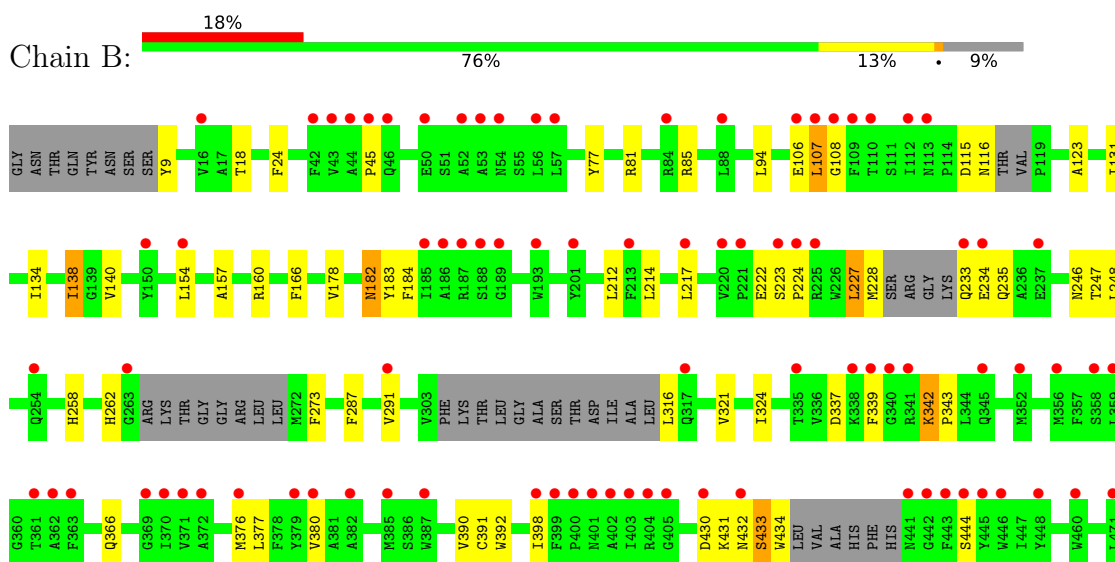 18%
Chain B:
76% 13% • 9%
GLY ASN THR GLN TYR ASN SER SER Y9 V16 A17 T18 F24 F42 V43 A44 P45 Q46 E50 S51 A52 A53 N54 S55 L56 L57 Y77 R81 R84 R85 L88 L94 E106 L107 G108 F109 T110 S111 I112 N113 P114 D115 N116 THR VAL P119 A123
I134 I138 G139 V140 Y150 L154 A157 R160 F166 V178 N182 Y183 F184 I185 A186 R187 S188 G189 W193 Y201 L212 F213 L214 L217 V220 P221 E222 S223 P224 R225 W226 L227 M228 SER ARG GLY LYS Q233 E234 Q235 A236 E237 N246 T247 L248
Q254 H258 H262 G263 ARG LYS THR GLY GLY ARG LEU LEU M272 F273 F287 V291 V303 PHE LYS THR LEU GLY ALA SER THR ASP ILE ALA LEU L316 Q317 V321 I324 T335 V336 D337 K338 F339 G340 R341 K342 P343 L344 Q345 M352 M356 F357 S358 L359
G360 T361 A362 F363 Q366 G369 I370 V371 A372 M376 L377 F378 Y379 V380 A381 A382 M385 S386 W387 V390 C391 W392 I398 F399 P400 N401 A402 I403 R404 G405 D430 K431 N432 S433 W434 LEU VAL ALA HIS PHE HIS N441 G442 F443 S444 Y445 W446 I447 Y448 W460